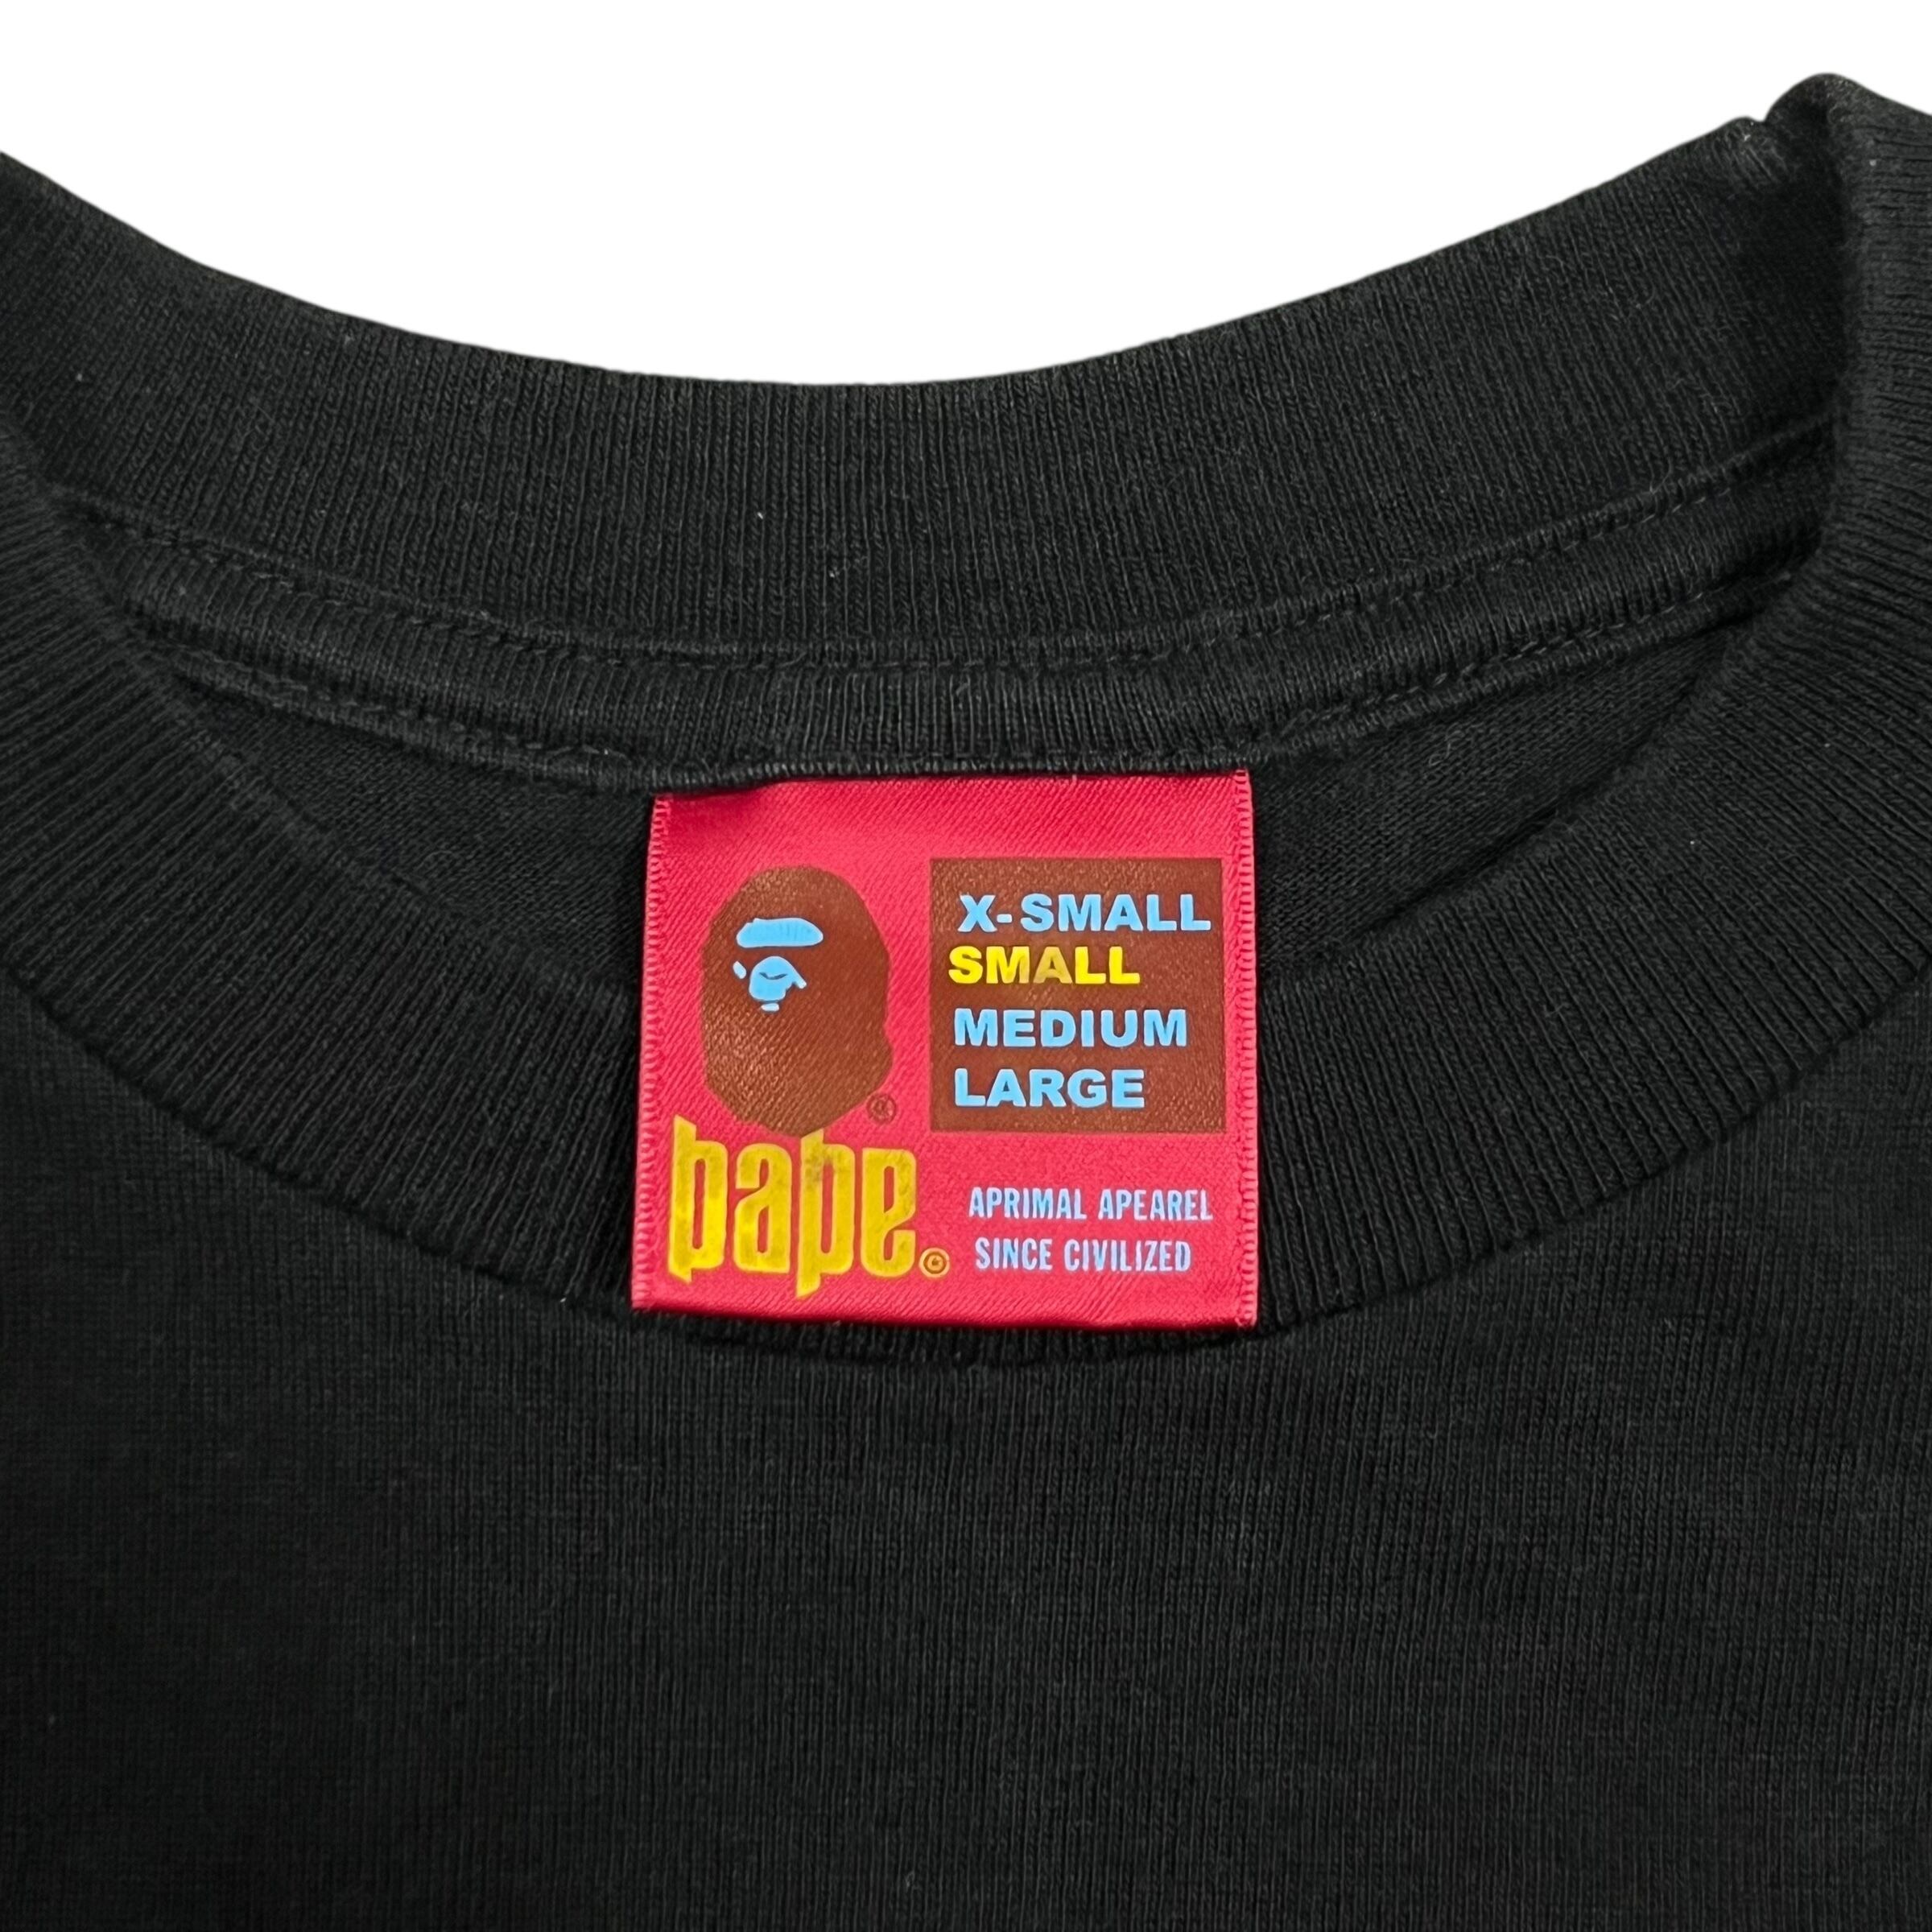 X-SMALL
SMALL
MEDIUM
LARGE
®
bape.©
APRIMAL APEAREL
SINCE CIVILIZED